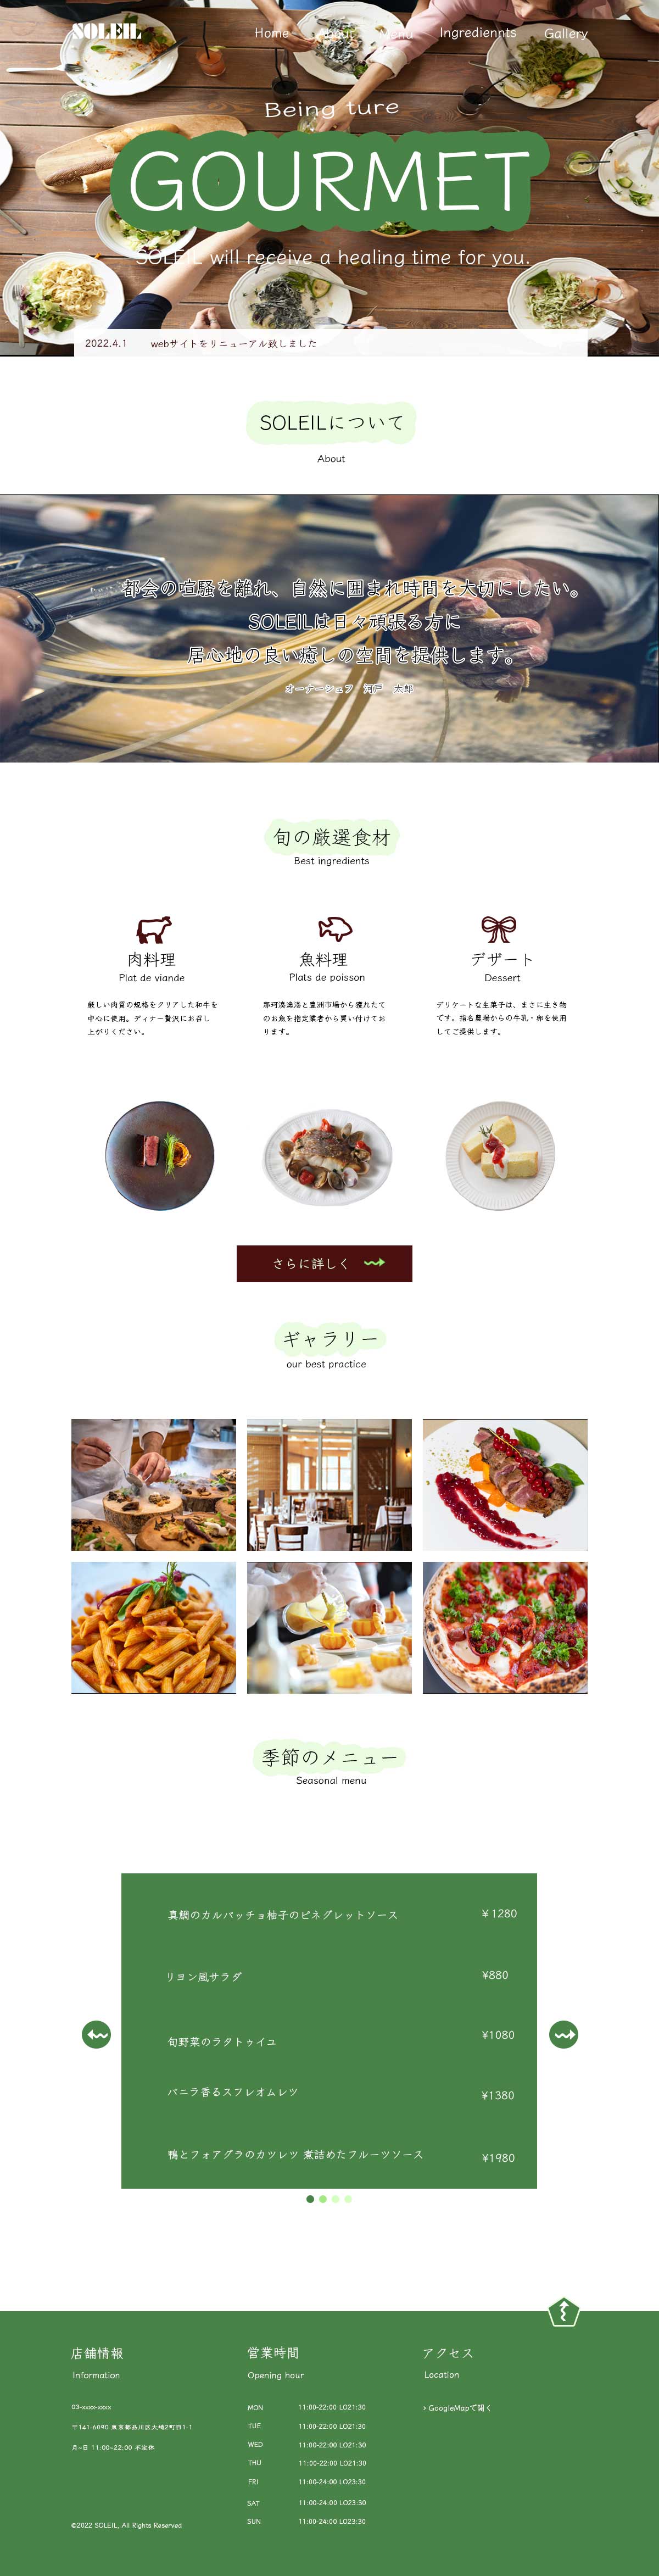 SOLEIL
Home About Menu Ingrediennts Gallery
Being ture
GOURMET
SOLEIL will receive a healing time for you.
2022.4.1 webサイトをリニューアル致しました
SOLEILについて
About
都会の喧騒を離れ、自然に囲まれ時間を大切にしたい。
SOLEILは日々頑張る方に
居心地の良い癒しの空間を提供します。
オーナーシェフ 河戸 太郎
旬の厳選食材
Best ingredients
肉料理
Plat de viande
厳しい肉質の規格をクリアした和牛を
中心に使用。ディナー贅沢にお召し
上がりください。
魚料理
Plats de poisson
那珂湊漁港と豊洲市場から獲れたて
のお魚を指定業者から買い付けてお
ります。
デザート
Dessert
デリケートな生菓子は、まさに生き物
です。指名農場からの牛乳・卵を使用
してご提供します。
さらに詳しく
ギャラリー
our best practice
季節のメニュー
Seasonal menu
真鯛のカルパッチョ柚子のビネグレットソース ￥1280
リヨン風サラダ ¥880
旬野菜のラタトゥイユ ¥1080
バニラ香るスフレオムレツ ¥1380
鴨とフォアグラのカツレツ 煮詰めたフルーツソース ¥1980
店舗情報
Information
03-xxxx-xxxx
〒141-6090 東京都品川区大崎2町目1-1
月~日 11:00~22:00 不定休
©2022 SOLEIL, All Rights Reserved
営業時間
Opening hour
MON 11:00-22:00 LO21:30
TUE 11:00-22:00 LO21:30
WED 11:00-22:00 LO21:30
THU 11:00-22:00 LO21:30
FRI 11:00-24:00 LO23:30
SAT 11:00-24:00 LO23:30
SUN 11:00-24:00 LO23:30
アクセス
Location
› GoogleMapで開く